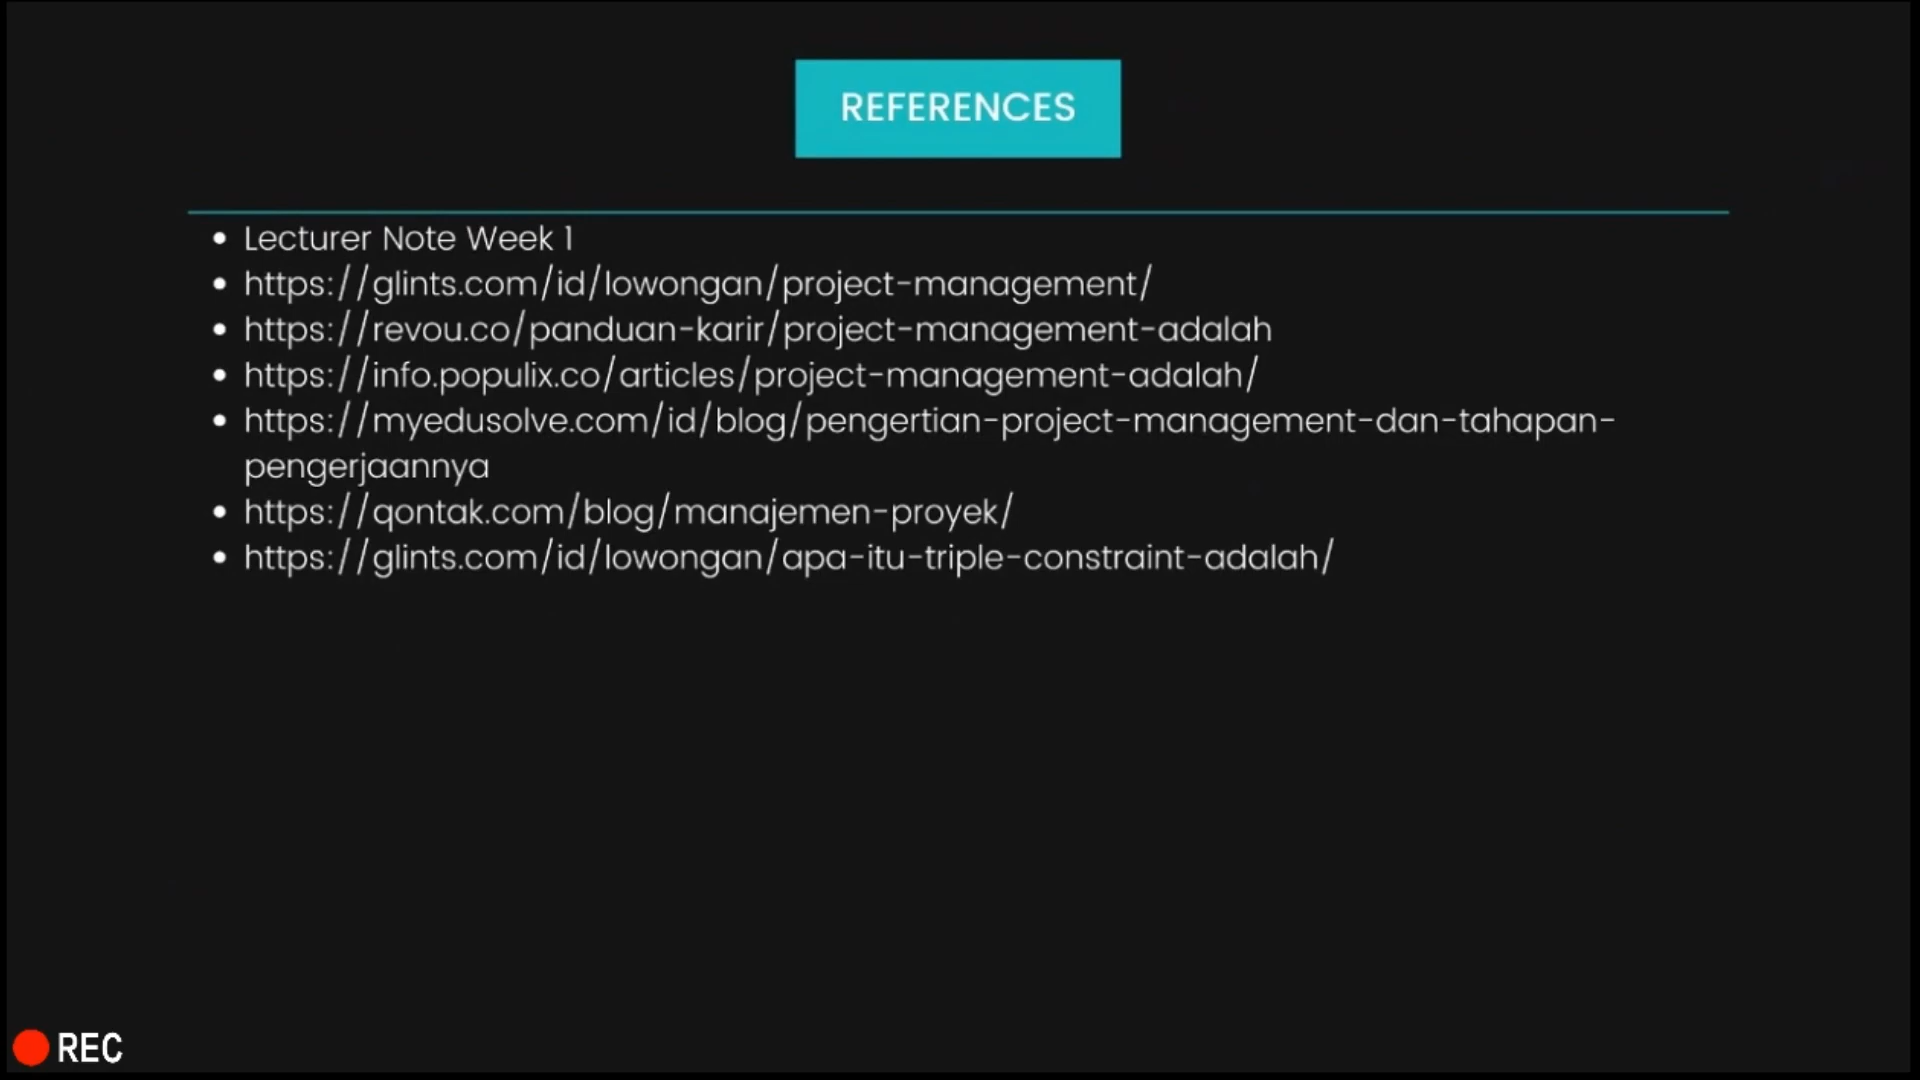 REFERENCES
• Lecturer Note Week 1
• https://glints.com/id/lowongan/project-management/
• https://revou.co/panduan-karir/project-management-adalah
• https://info.populix.co/articles/project-management-adalah/
• https://myedusolve.com/id/blog/pengertian-project-management-dan-tahapan-
pengerjaannya
• https://qontak.com/blog/manajemen-proyek/
• https://glints.com/id/lowongan/apa-itu-triple-constraint-adalah/
REC